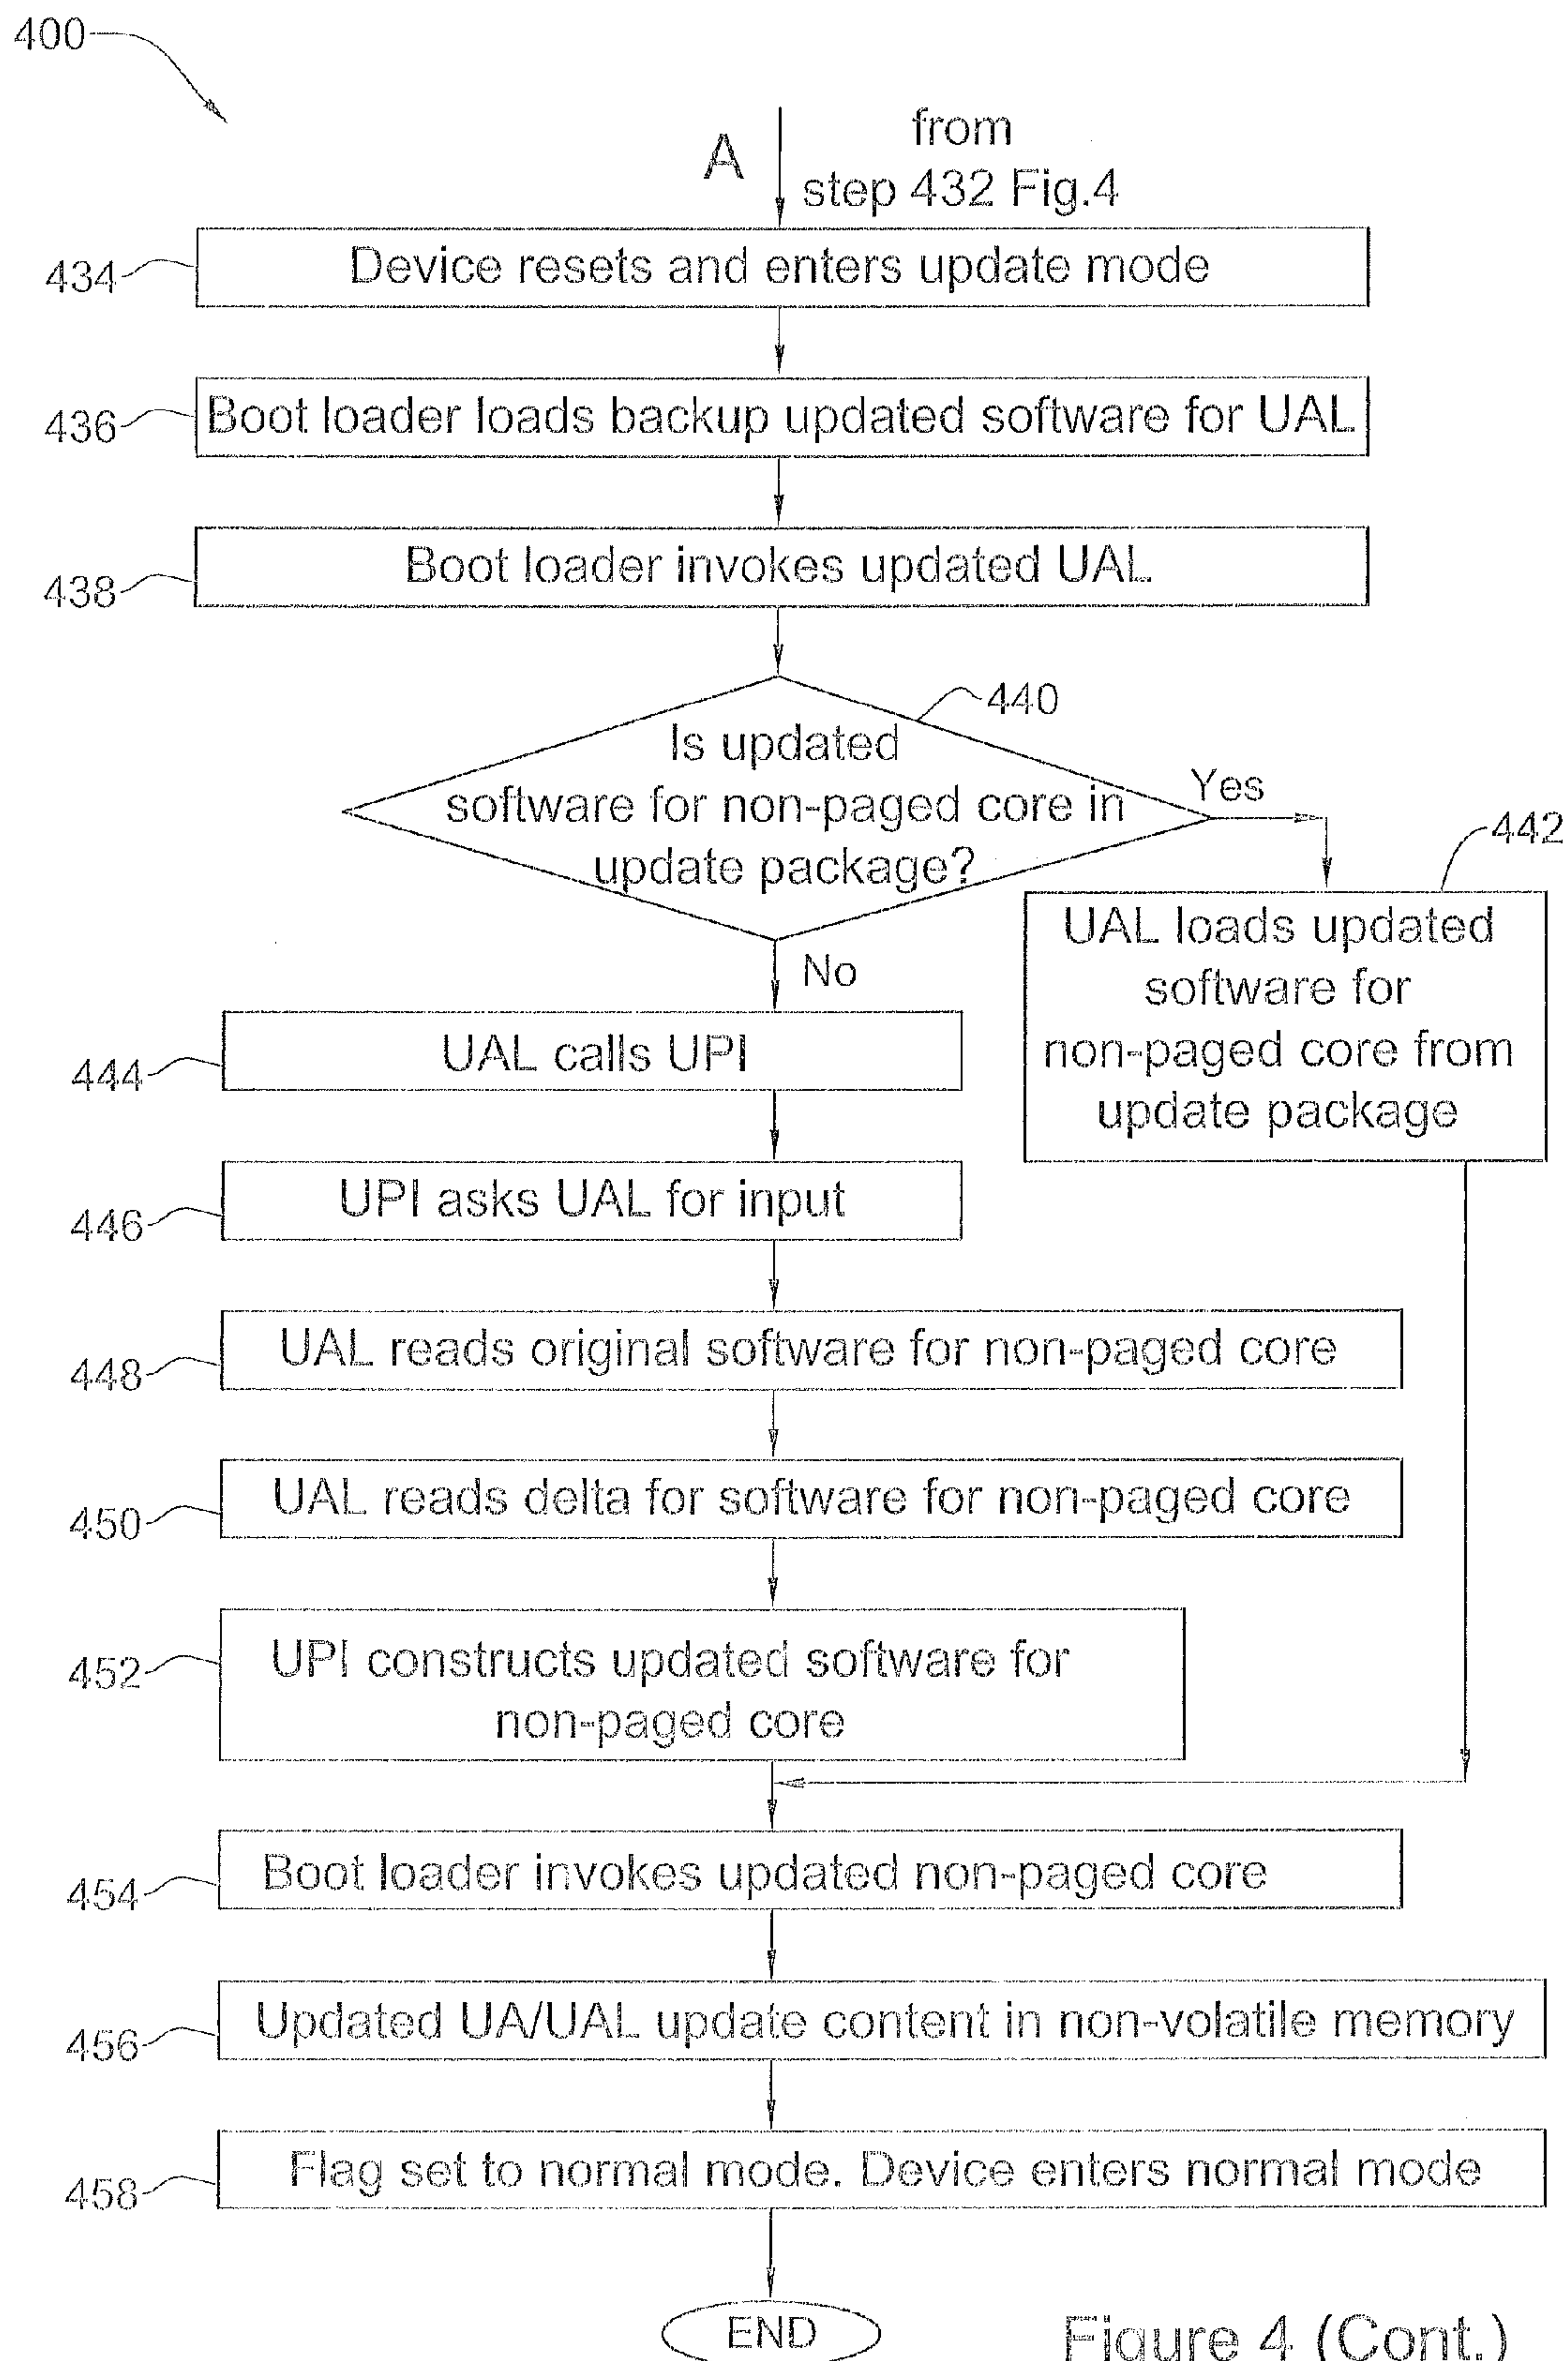 400
A
from
step 432 Fig.4
434
Device resets and enters update mode
436
Boot loader loads backup updated software for UAL
438
Boot loader invokes updated UAL
440
Is updated
software for non-paged core in
update package?
Yes
442
UAL loads updated
software for
non-paged core from
update package
No
444
UAL calls UPI
446
UPI asks UAL for input
448
UAL reads original software for non-paged core
450
UAL reads delta for software for non-paged core
452
UPI constructs updated software for
non-paged core
454
Boot loader invokes updated non-paged core
456
Updated UA/UAL update content in non-volatile memory
458
Flag set to normal mode. Device enters normal mode
END
Figure 4 (Cont.)